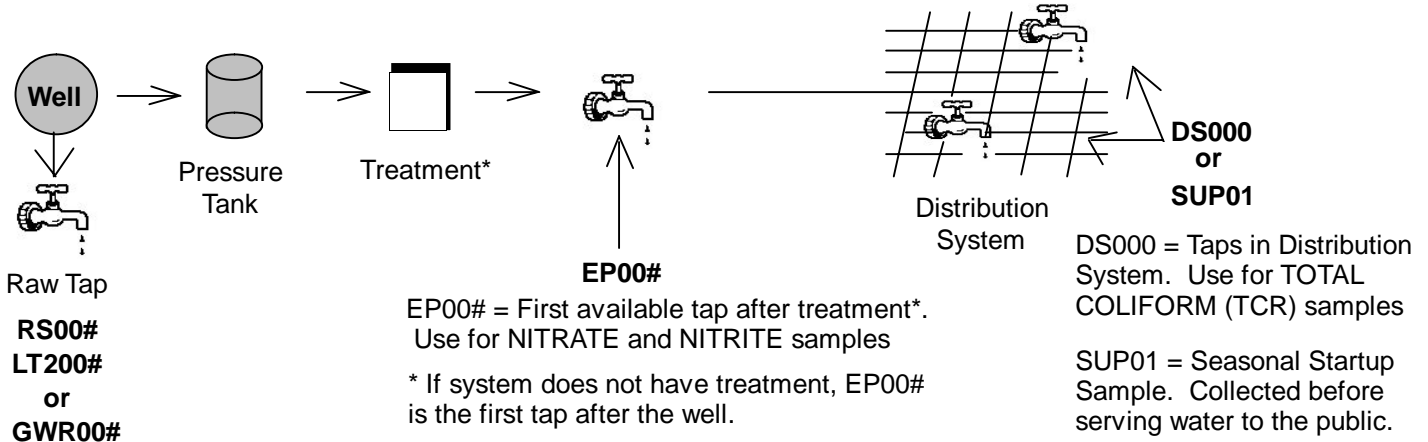 Well
Pressure
Tank
Treatment*
Raw Tap
RS00#
LT200#
or
GWR00#
EP00#
EP00# = First available tap after treatment*.
Use for NITRATE and NITRITE samples
* If system does not have treatment, EP00#
is the first tap after the well.
Distribution
System
DS000
or
SUP01
DS000 = Taps in Distribution
System. Use for TOTAL
COLIFORM (TCR) samples
SUP01 = Seasonal Startup
Sample. Collected before
serving water to the public.